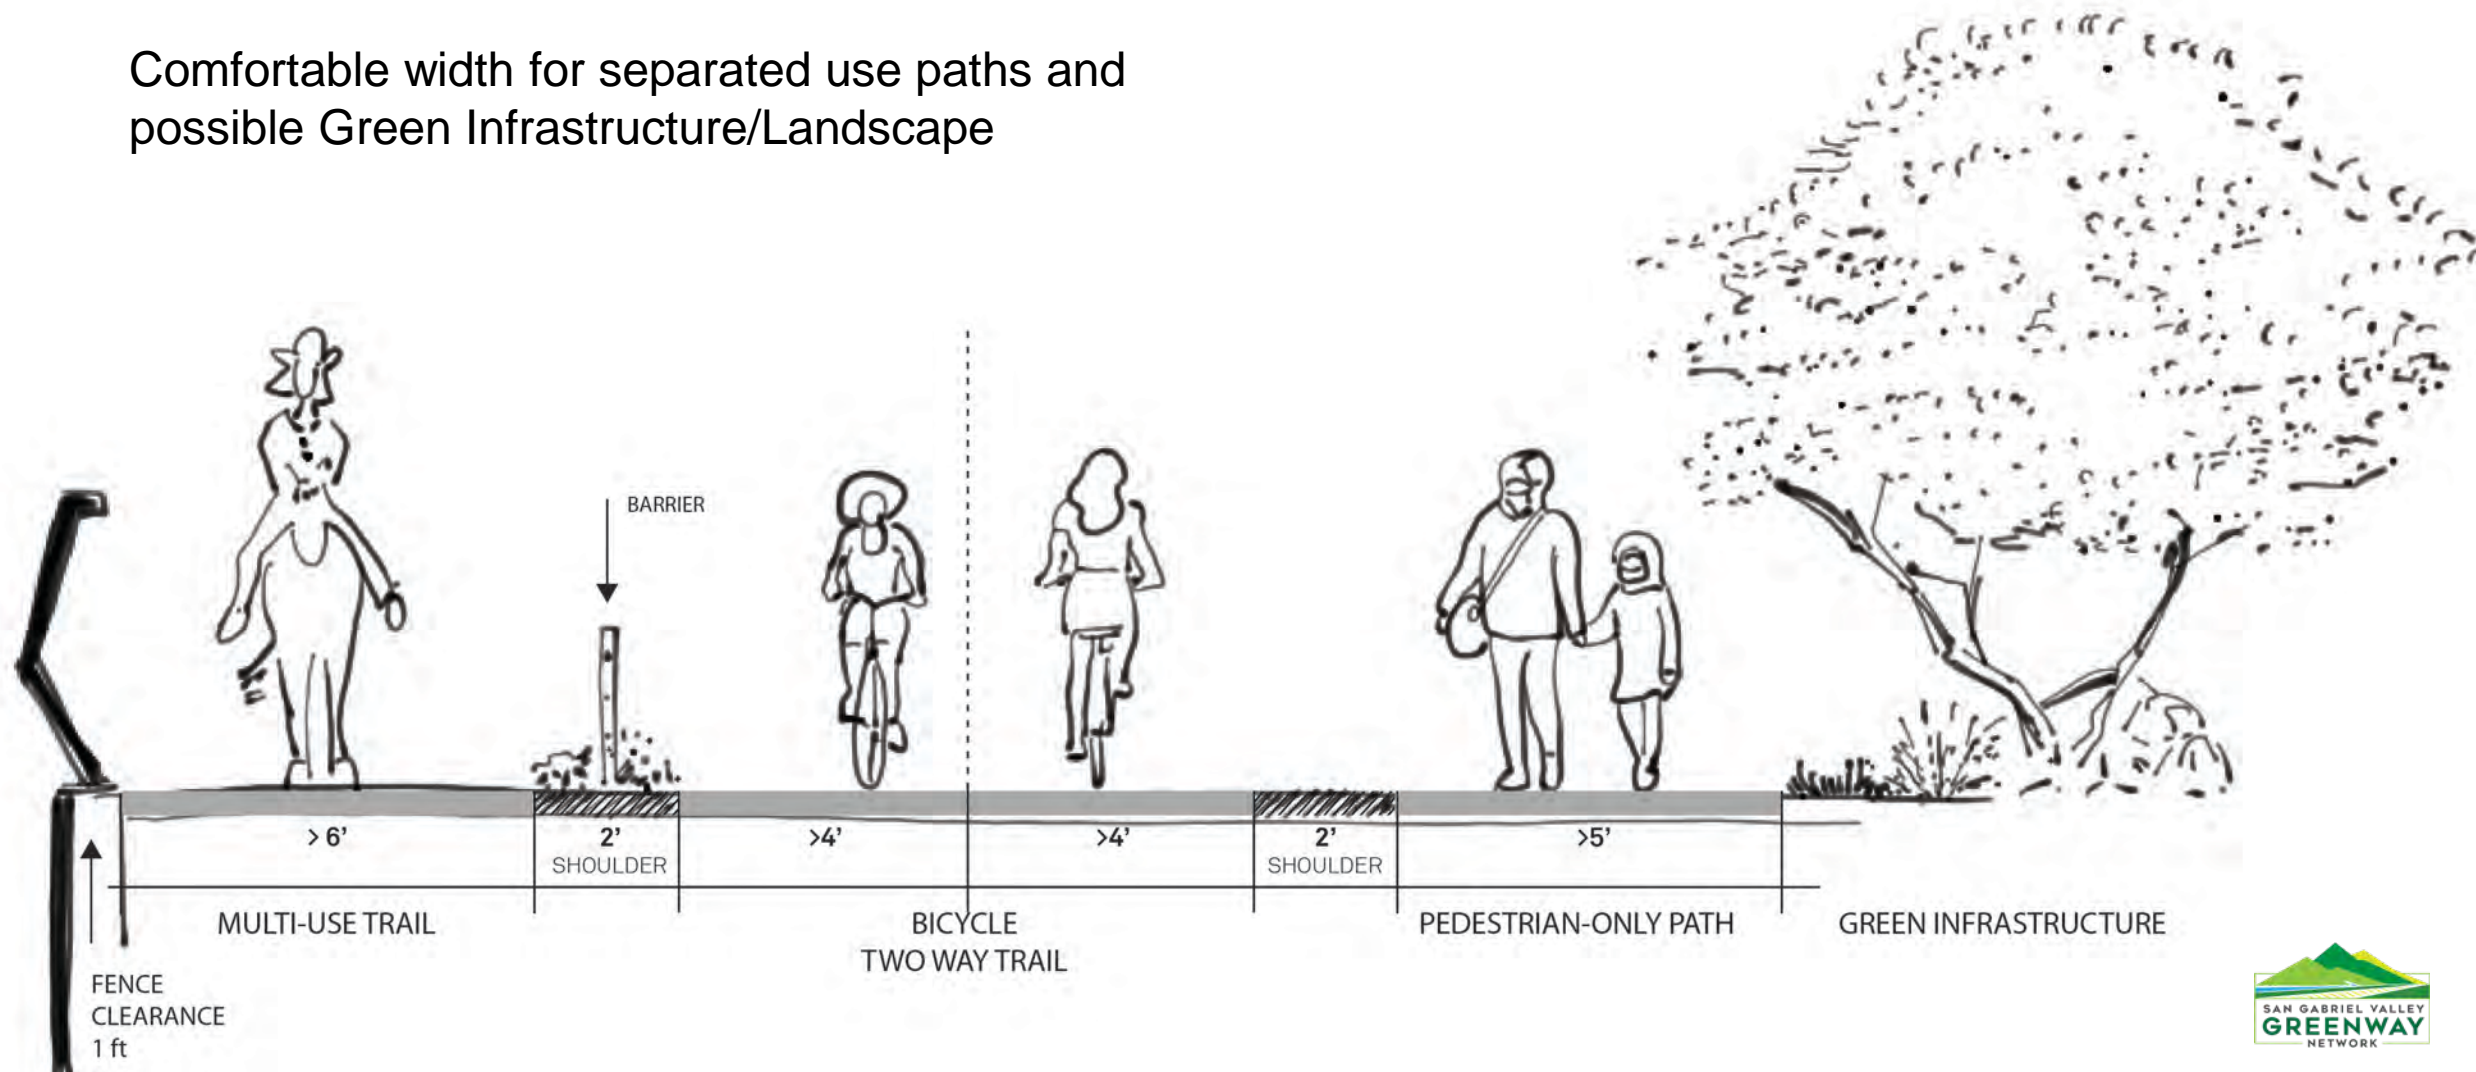 Comfortable width for separated use paths and
possible Green Infrastructure/Landscape
BARRIER
> 6’
2’
SHOULDER
>4’
>4’
2’
SHOULDER
>5’
MULTI-USE TRAIL
BICYCLE
TWO WAY TRAIL
PEDESTRIAN-ONLY PATH
GREEN INFRASTRUCTURE
FENCE
CLEARANCE
1 ft
SAN GABRIEL VALLEY
GREENWAY
NETWORK